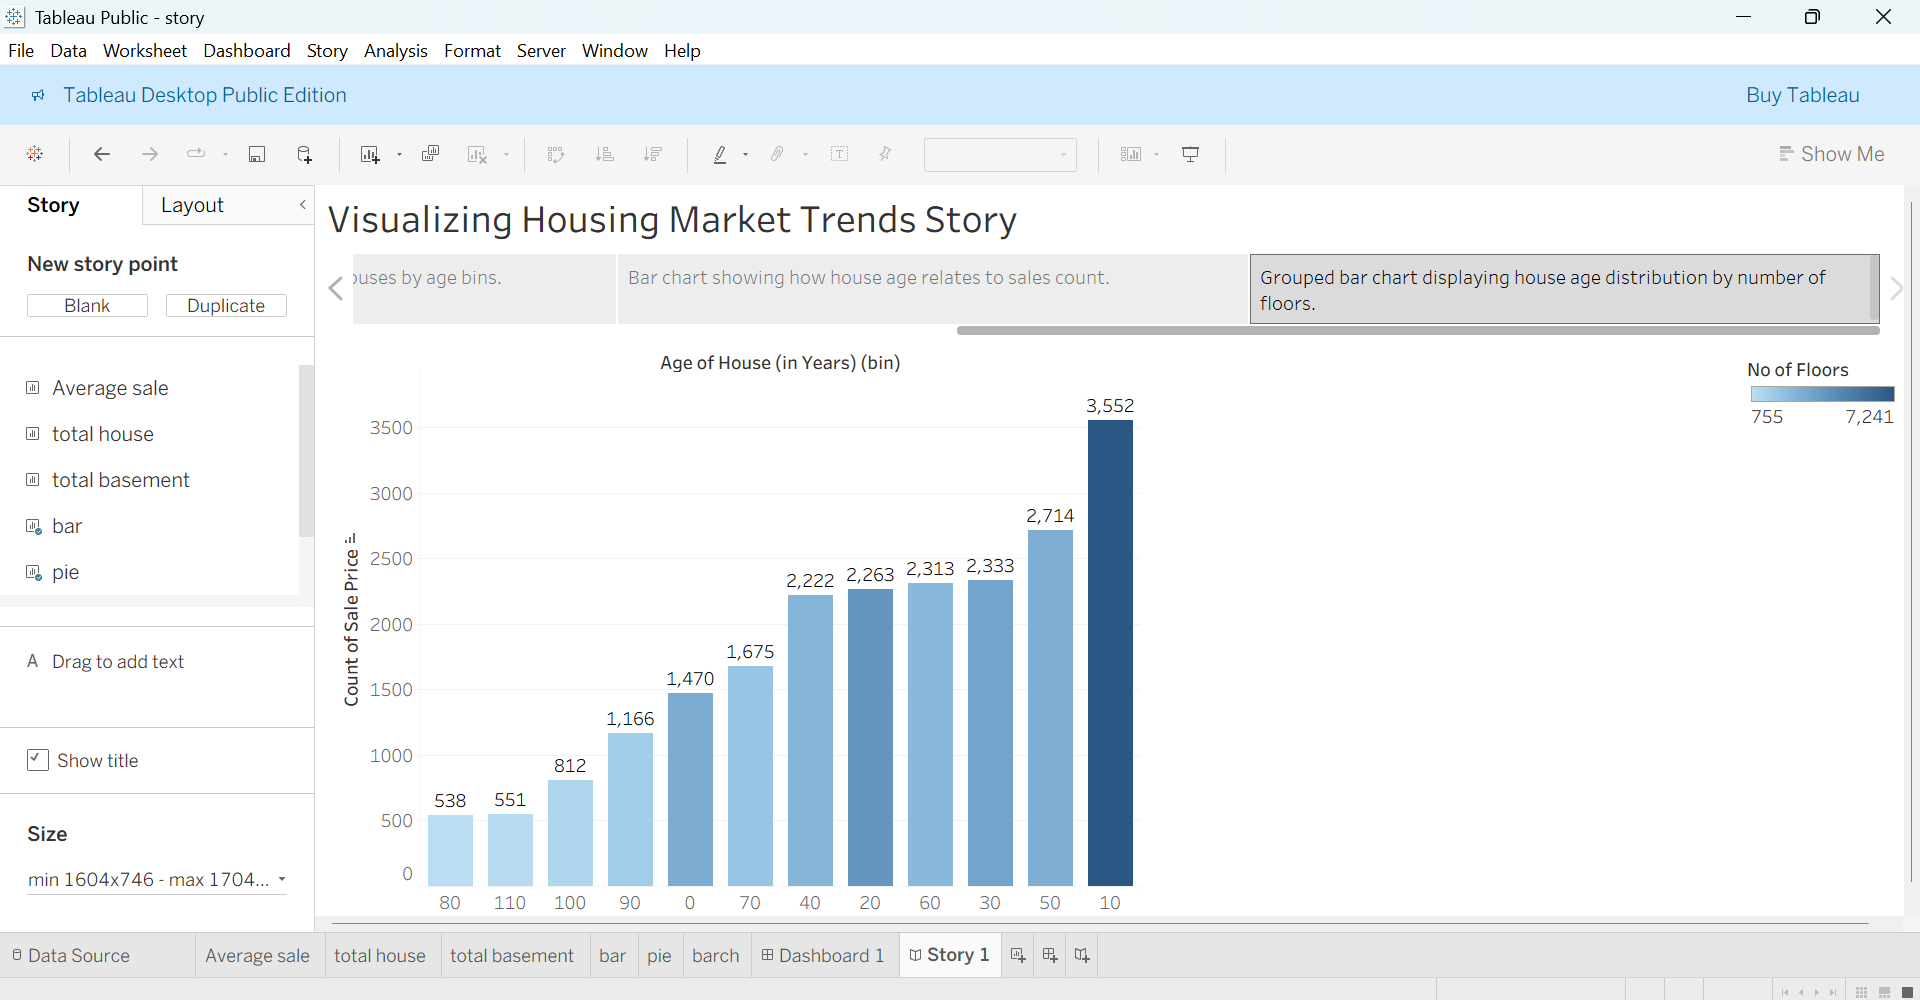 Tableau Public - story
File Data Worksheet Dashboard Story Analysis Format Server Window Help
Tableau Desktop Public Edition
Buy Tableau
Show Me
Story
Layout
New story point
Blank
Duplicate
Average sale
total house
total basement
bar
pie
A Drag to add text
Show title
Size
min 1604x746 - max 1704...
Visualizing Housing Market Trends Story
ouses by age bins.
Bar chart showing how house age relates to sales count.
Grouped bar chart displaying house age distribution by number of
floors.
Age of House (in Years) (bin)
Count of Sale Price
3500
3000
2500
2000
1500
1000
500
0
538
551
812
1,166
1,470
1,675
2,222
2,263
2,313
2,333
2,714
3,552
80 110 100 90 0 70 40 20 60 30 50 10
No of Floors
755 7,241
Data Source
Average sale
total house
total basement
bar
pie
barch
Dashboard 1
Story 1